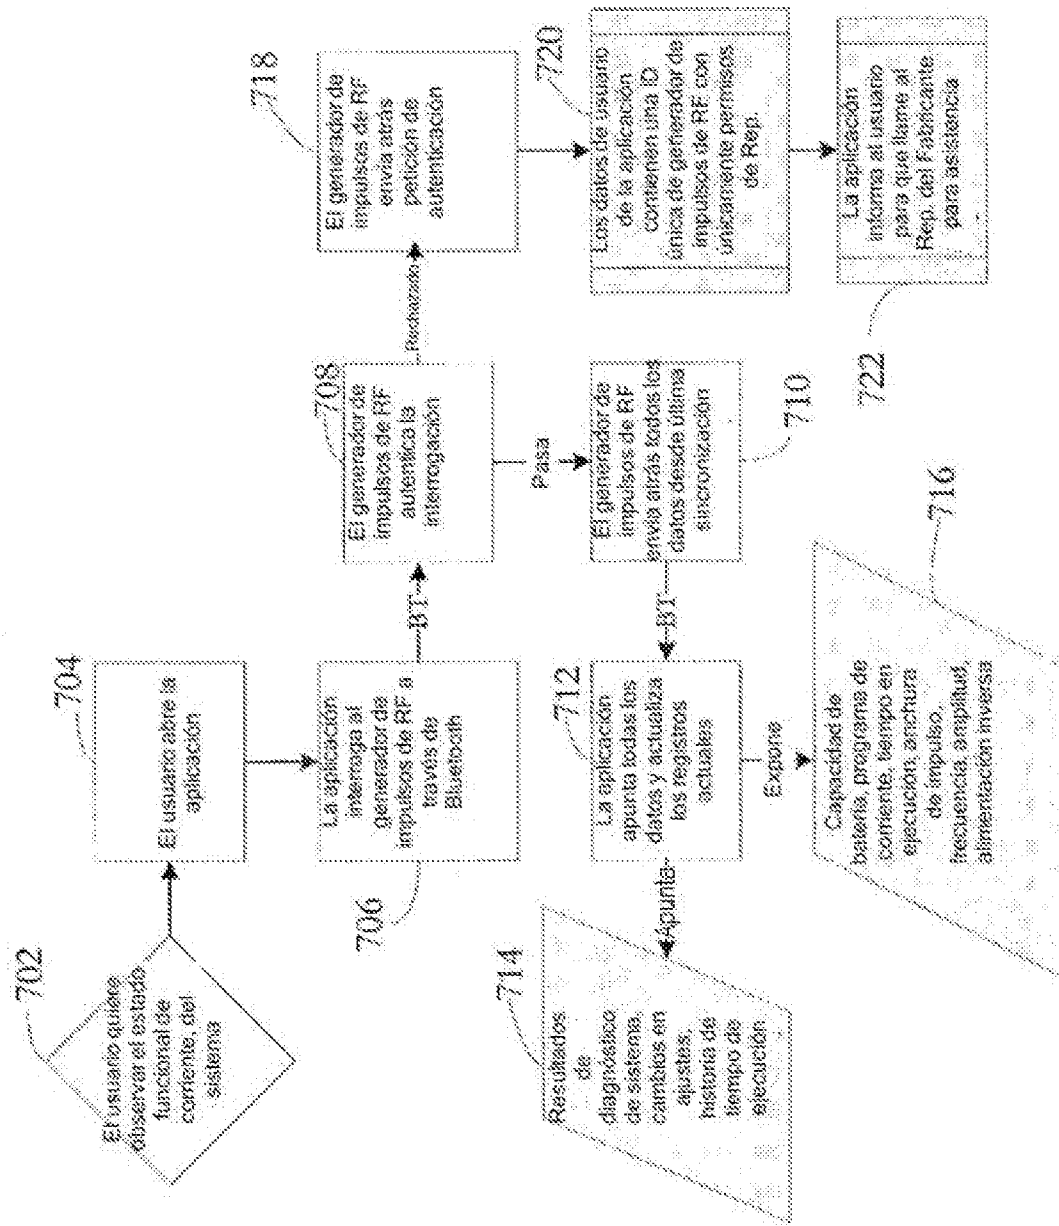 702
El usuario quiere
observar el estado
funcional de
corriente, del
sistema
704
El usuario abre la
aplicación
706
La aplicación
interroga al
generador de
impulsos de RF a
través de
Bluetooth
BT
708
El generador de
impulsos de RF
autentica la
interrogación
Rechazado
718
El generador de
impulsos de RF
envía atrás
petición de
autenticación
720
Los datos de usuario
de la aplicación
contienen una ID
única de generador de
impulsos de RF con
únicamente permisos
de Rep.
722
La aplicación
informa al usuario
para que llame al
Rep. del Fabricante
para asistencia
Pasa
710
El generador de
impulsos de RF
envía atrás todos los
datos desde última
sincronización
BT
712
La aplicación
apunta todas los
datos y actualiza
los registros
actuales
Apunta
714
Resultados
de
diagnóstico
de sistema,
cambios en
ajustes,
historia de
tiempo de
ejecución
Expone
716
Capacidad de
batería, programa de
corriente, tiempo en
ejecución, anchura
de impulso,
frecuencia, amplitud,
alimentación inversa